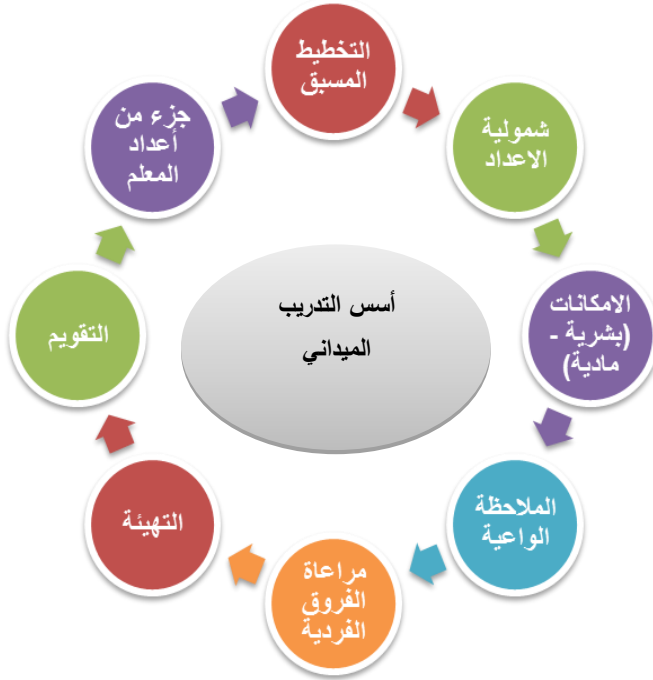 التخطيط
المسبق
شمولية
الاعداد
الامكانات
(بشرية -
مادية)
الملاحظة
الواعية
مراعاة
الفروق
الفردية
التهيئة
التقويم
جزء من
أعداد
المعلم
أسس التدريب
الميداني